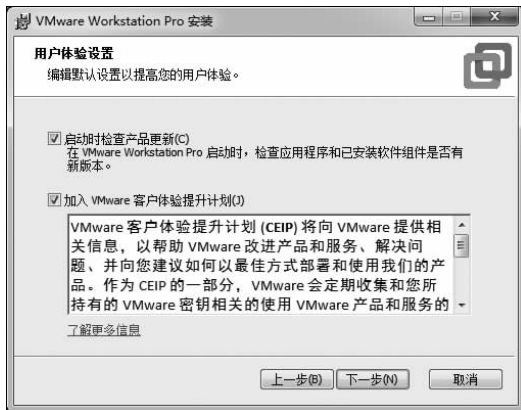 VMware Workstation Pro 安装
用户体验设置
编辑默认设置以提高您的用户体验。
启动时检查产品更新(C)
在 VMware Workstation Pro 启动时，检查应用程序和已安装软件组件是否有
新版本。
加入 VMware 客户体验提升计划(J)
VMware 客户体验提升计划 (CEIP) 将向 VMware 提供相
关信息，以帮助 VMware 改进产品和服务、解决问
题、并向您建议如何以最佳方式部署和使用我们的产
品。作为 CEIP 的一部分，VMware 会定期收集和您所
持有的 VMware 密钥相关的使用 VMware 产品和服务的
了解更多信息
上一步(B) 下一步(N) 取消